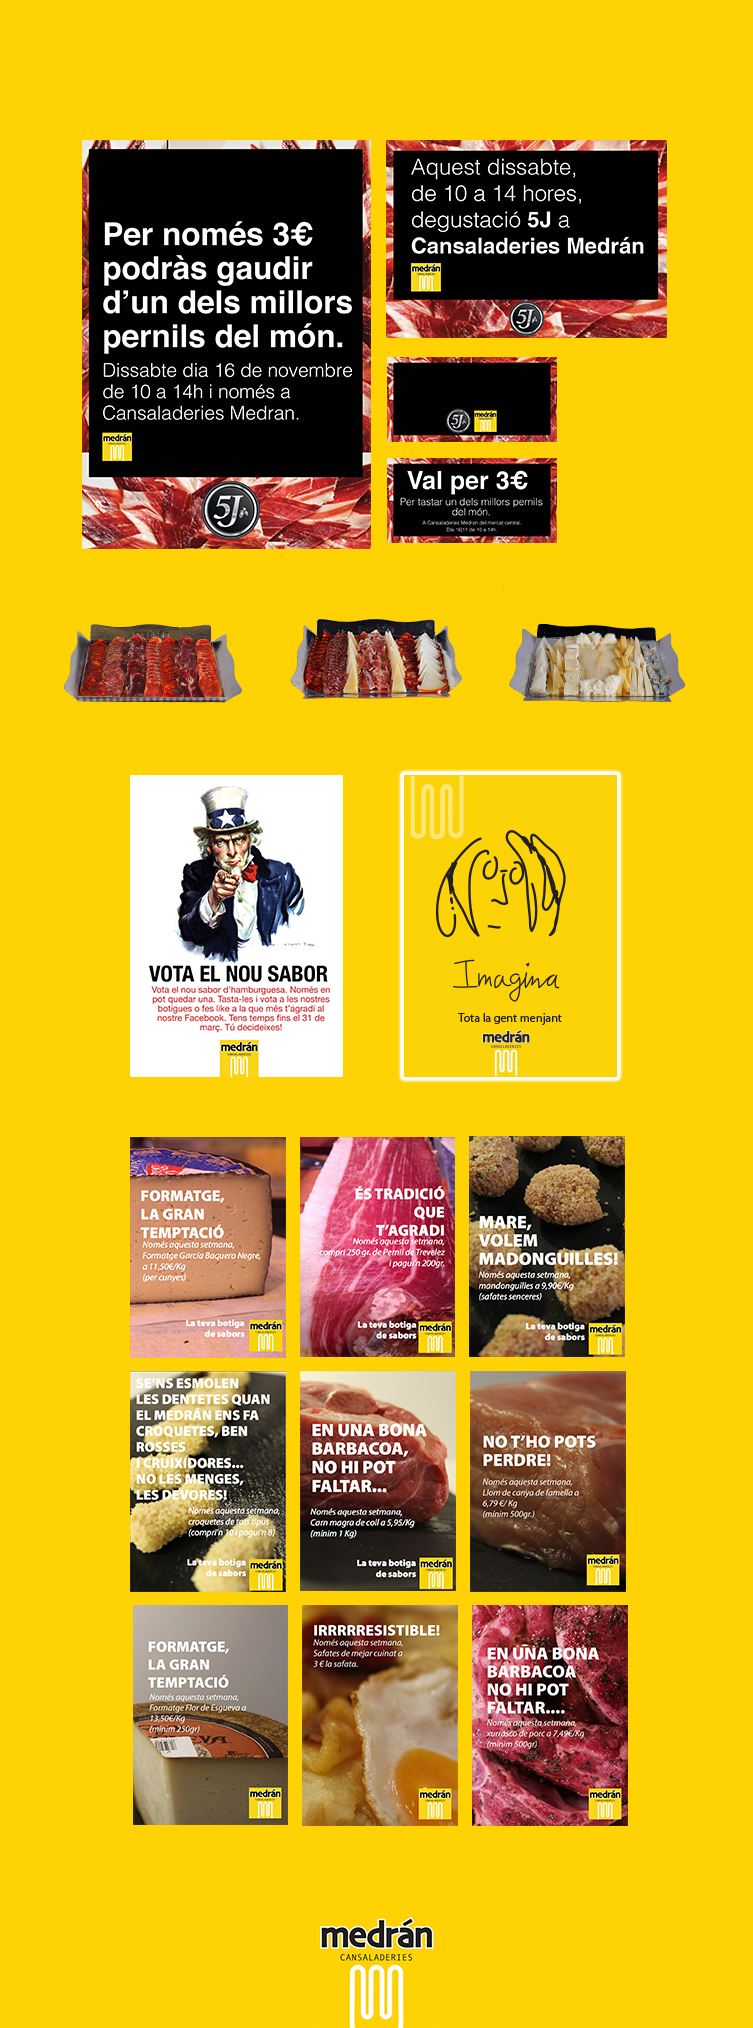 Per només 3€
podràs gaudir
d'un dels millors
pernils del món.
Dissabte dia 16 de novembre
de 10 a 14h i només a
Cansaladeries Medran.
medrán
CANSALADERIES
5J
Aquest dissabte,
de 10 a 14 hores,
degustació 5J a
Cansaladeries Medrán
medrán
CANSALADERIES
5J
5J
medrán
Val per 3€
Per tastar un dels millors pernils
del món.
A Cansaladeries Medran del mercat central.
Dia 16|11 de 10 a 14h.
VOTA EL NOU SABOR
Vota el nou sabor d'hamburguesa. Només en
pot quedar una. Tasta-les i vota a les nostres
botigues o fes like a la que més t'agradi al
nostre Facebook. Tens temps fins el 31 de
març. Tú decideixes!
medrán
CANSALADERIES
Imagina
Tota la gent menjant
medrán
CANSALADERIES
FORMATGE,
LA GRAN
TEMPTACIÓ
Només aquesta setmana,
Formatge García Baquero Negre,
a 11,50€/Kg
(per cunyes)
La teva botiga
de sabors
medrán
CANSALADERIES
ÉS TRADICIÓ
QUE
T'AGRADI
Només aquesta setmana,
compri 250 gr. de Pernil de Trevelez
i pagui'n 200gr.
La teva botiga
de sabors
medrán
CANSALADERIES
MARE,
VOLEM
MADONGUILLES!
Només aquesta setmana,
mandonguilles a 9,90€/Kg
(safates senceres)
La teva botiga
de sabors
medrán
CANSALADERIES
SE'NS ESMOLEN
LES DENTETES QUAN
EL MEDRÁN ENS FA
CROQUETES, BEN
ROSSES
I CRUIXIDORES...
NO LES MENGES,
LES DEVORES!
Només aquesta setmana,
croquetes de tots tipus
(compri'n 10 i pagui'n 8)
La teva botiga
de sabors
medrán
CANSALADERIES
EN UNA BONA
BARBACOA,
NO HI POT
FALTAR...
Només aquesta setmana,
Carn magra de coll a 5,95/Kg
(mínim 1 Kg)
La teva botiga
de sabors
medrán
CANSALADERIES
NO T'HO POTS
PERDRE!
Només aquesta setmana,
Llom de canya de famella a
6,79 €/ Kg
(mínim 500gr.)
medrán
CANSALADERIES
FORMATGE,
LA GRAN
TEMPTACIÓ
Només aquesta setmana,
Formatge Flor de Esgueva a
13,50€/Kg
(mínim 250gr)
medrán
CANSALADERIES
IRRRRRESISTIBLE!
Només aquesta setmana,
Safates de mejar cuinat a
3 € la safata.
medrán
CANSALADERIES
EN UNA BONA
BARBACOA
NO HI POT
FALTAR....
Només aquesta setmana,
xurrasco de porc a 7,49€/Kg
(mínim 500gr)
medrán
CANSALADERIES
medrán
CANSALADERIES